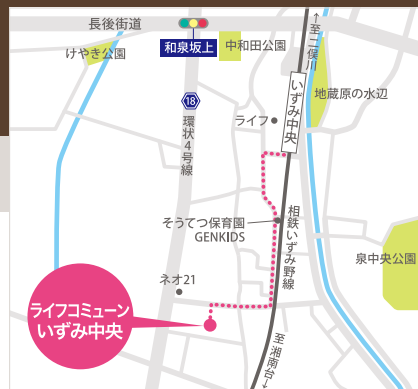 長後街道
和泉坂上
中和田公園
↑至二俣川
けやき公園
18
環状4号線
ライフ
いずみ中央
地蔵原の水辺
そうてつ保育園
GENKIDS
相鉄いずみ野線
泉中央公園
ネオ21
ライフコミューン
いずみ中央
至湘南台↓